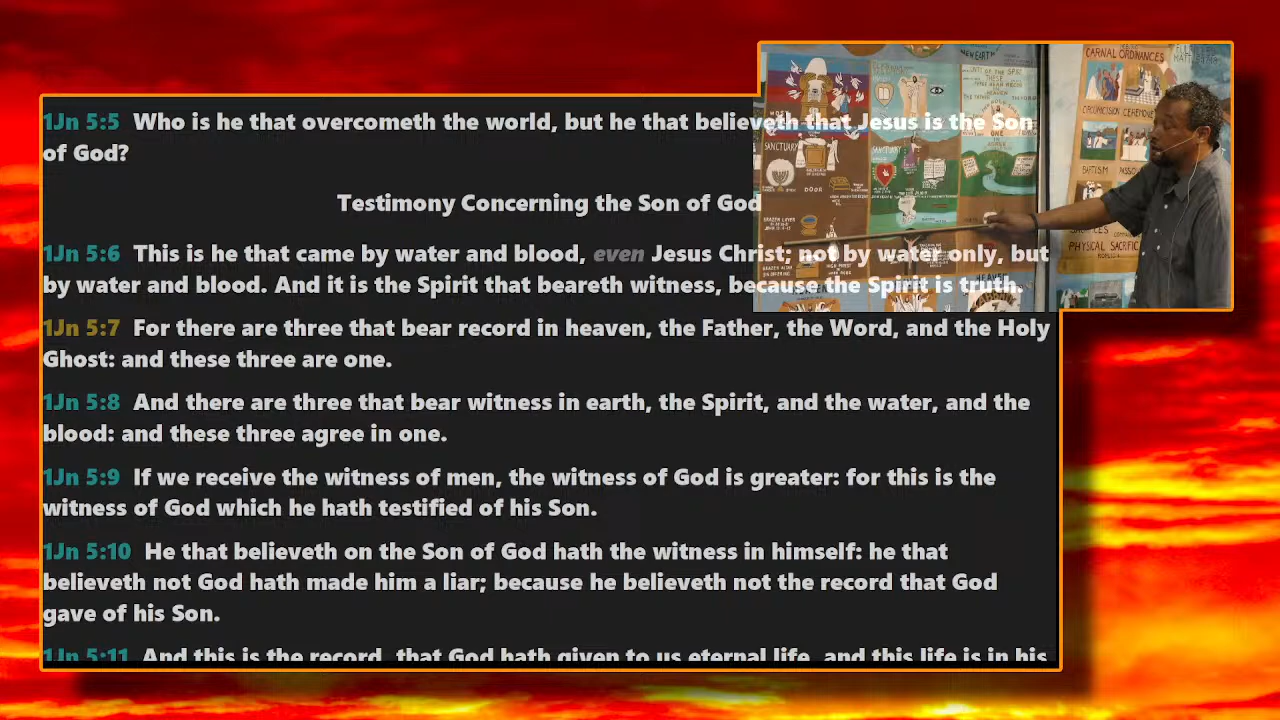 1Jn 5:5 Who is he that overcometh the world, but he that believeth that Jesus is the Son
of God?
Testimony Concerning the Son of God
1Jn 5:6 This is he that came by water and blood, even Jesus Christ; not by water only, but
by water and blood. And it is the Spirit that beareth witness, because the Spirit is truth.
1Jn 5:7 For there are three that bear record in heaven, the Father, the Word, and the Holy
Ghost: and these three are one.
1Jn 5:8 And there are three that bear witness in earth, the Spirit, and the water, and the
blood: and these three agree in one.
1Jn 5:9 If we receive the witness of men, the witness of God is greater: for this is the
witness of God which he hath testified of his Son.
1Jn 5:10 He that believeth on the Son of God hath the witness in himself: he that
believeth not God hath made him a liar; because he believeth not the record that God
gave of his Son.
1Jn 5:11 And this is the record, that God hath given to us eternal life, and this life is in his
CARNAL ORDINANCES
CIRCUMCISION CEREMONIES
BAPTISM
PHYSICAL SACRIFIC
SANCTUARY
DOOR
BRAZEN LAVER
BRAZEN ALTAR